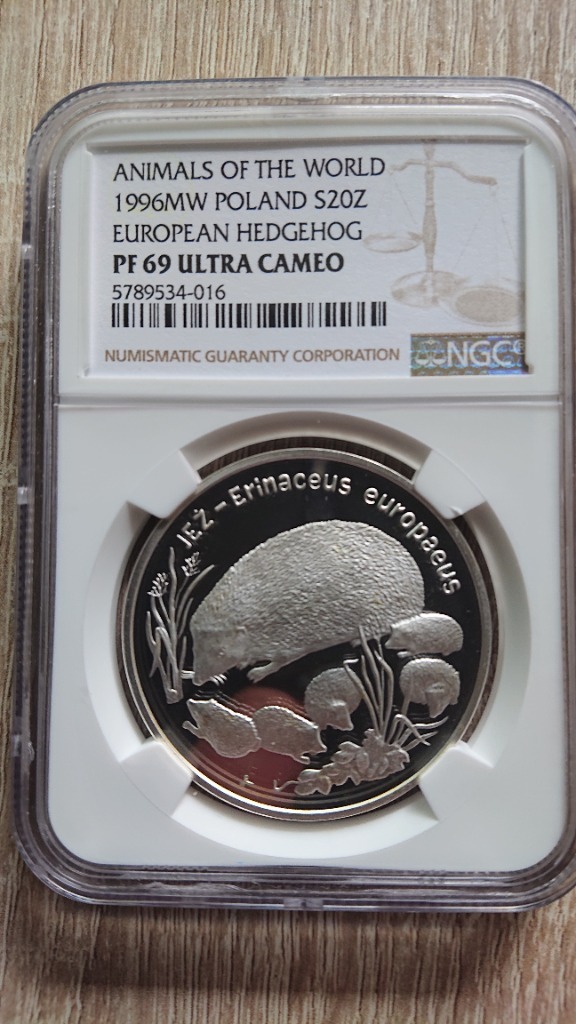 ANIMALS OF THE WORLD
1996MW POLAND S20Z
EUROPEAN HEDGEHOG
PF 69 ULTRA CAMEO
5789534-016
NUMISMATIC GUARANTY CORPORATION
NGC
JEŻ - Erinaceus europaeus